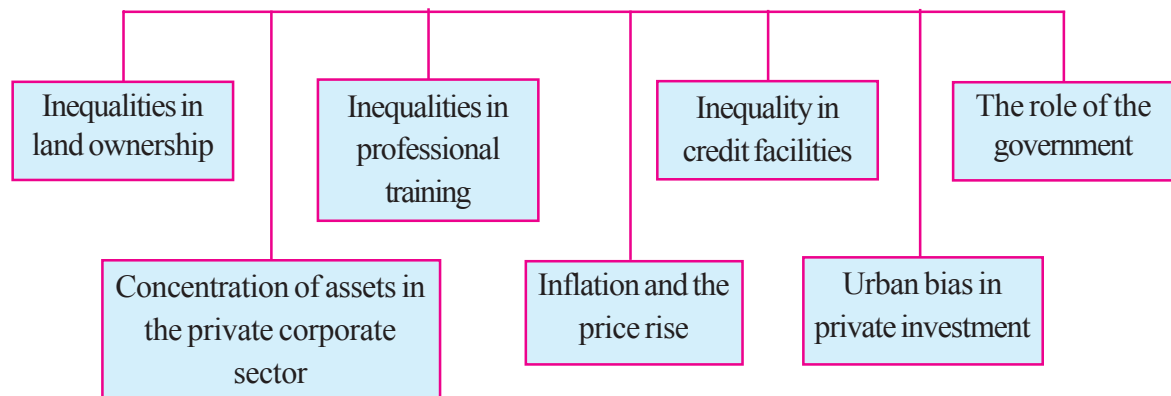 Inequalities in
land ownership
Inequalities in
professional
training
Inequality in
credit facilities
The role of the
government
Concentration of assets in
the private corporate
sector
Inflation and the
price rise
Urban bias in
private investment